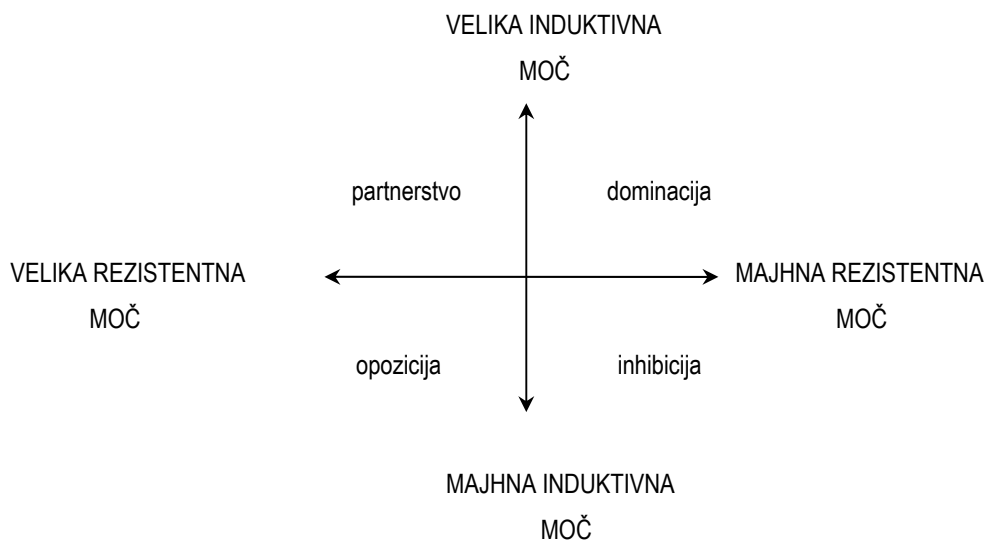 VELIKA INDUKTIVNA
MOČ
partnerstvo
dominacija
VELIKA REZISTENTNA
MOČ
MAJHNA REZISTENTNA
MOČ
opozicija
inhibicija
MAJHNA INDUKTIVNA
MOČ